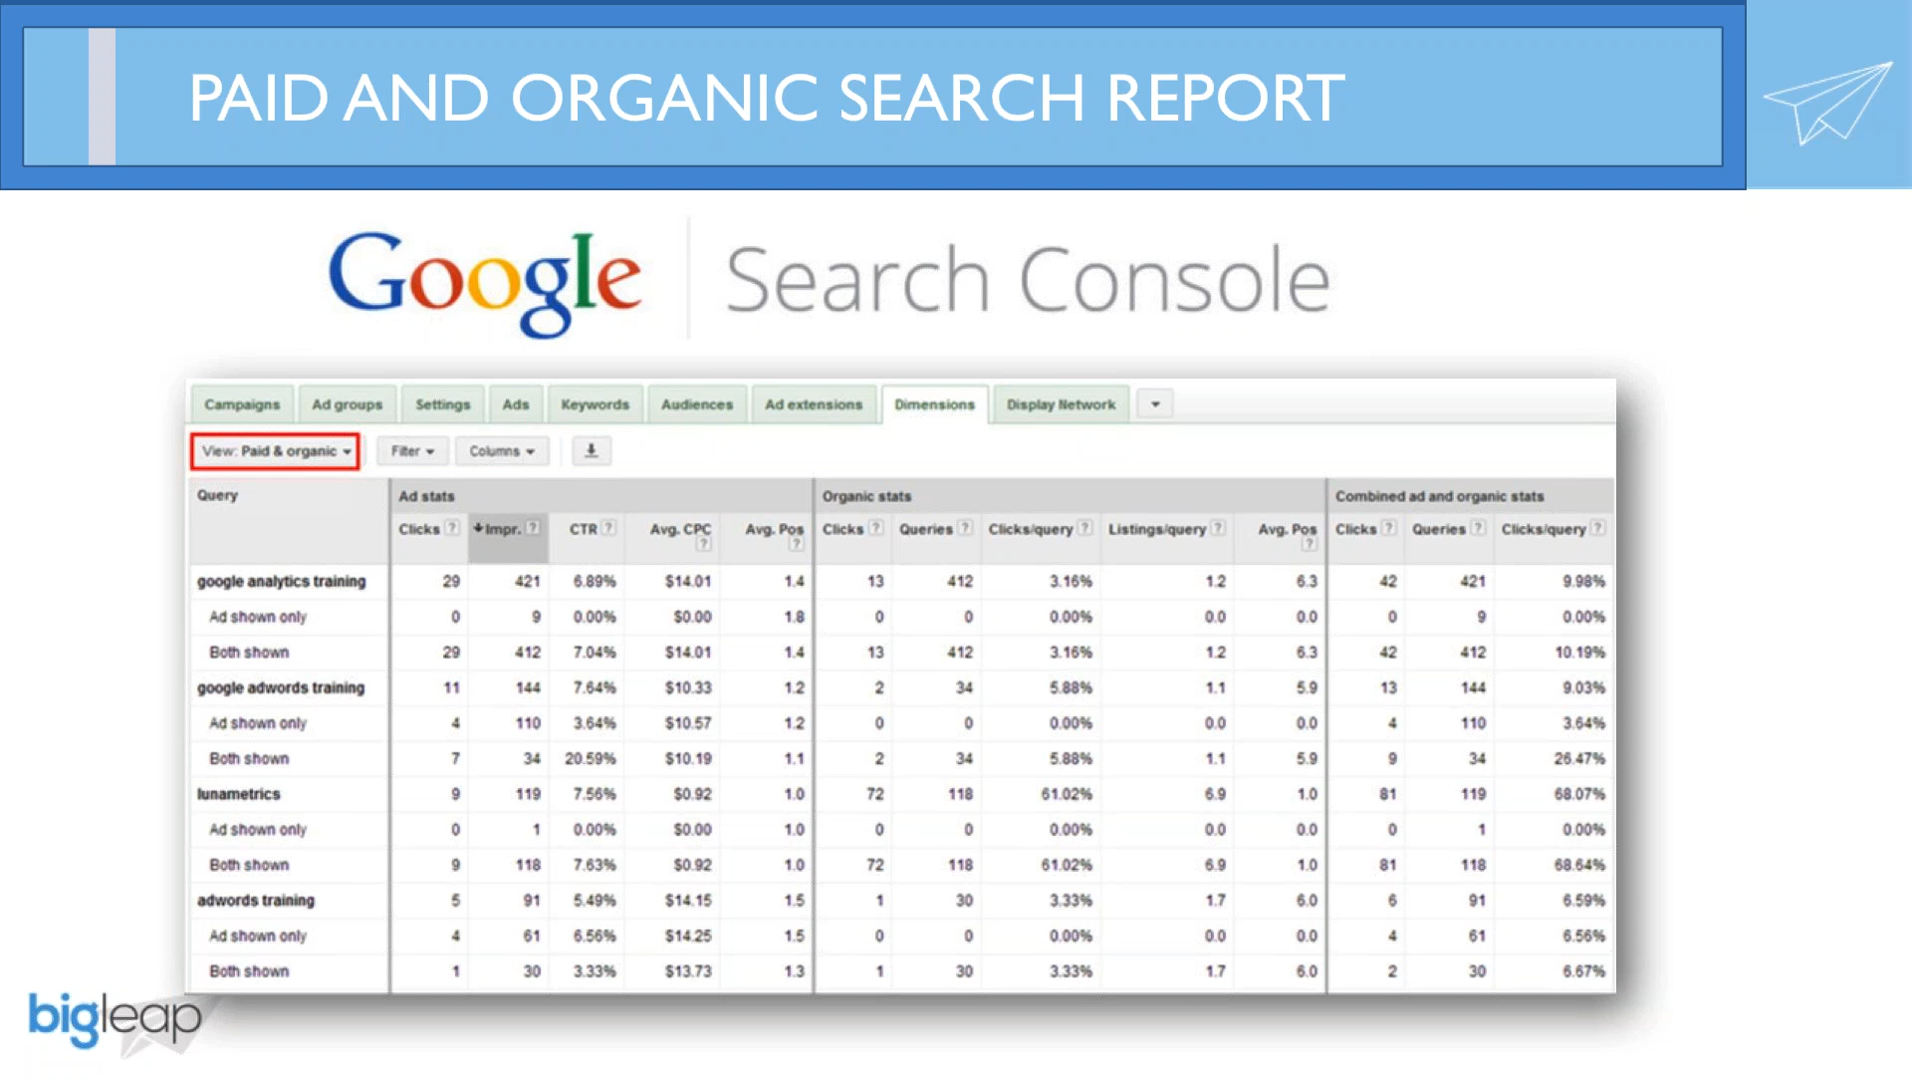 PAID AND ORGANIC SEARCH REPORT
Google Search Console
Campaigns Ad groups Settings Ads Keywords Audiences Ad extensions Dimensions Display Network
View: Paid & organic Filter Columns
Query Ad stats Organic stats Combined ad and organic stats
Clicks ? Impr. ? CTR ? Avg. CPC ? Avg. Pos ? Clicks ? Queries ? Clicks/query ? Listings/query ? Avg. Pos ? Clicks ? Queries ? Clicks/query ?
google analytics training 29 421 6.89% $14.01 1.4 13 412 3.16% 1.2 6.3 42 421 9.98%
Ad shown only 0 9 0.00% $0.00 1.8 0 0 0.00% 0.0 0.0 0 9 0.00%
Both shown 29 412 7.04% $14.01 1.4 13 412 3.16% 1.2 6.3 42 412 10.19%
google adwords training 11 144 7.64% $10.33 1.2 2 34 5.88% 1.1 5.9 13 144 9.03%
Ad shown only 4 110 3.64% $10.57 1.2 0 0 0.00% 0.0 0.0 4 110 3.64%
Both shown 7 34 20.59% $10.19 1.1 2 34 5.88% 1.1 5.9 9 34 26.47%
lunametrics 9 119 7.56% $0.92 1.0 72 118 61.02% 6.9 1.0 81 119 68.07%
Ad shown only 0 1 0.00% $0.00 1.0 0 0 0.00% 0.0 0.0 0 1 0.00%
Both shown 9 118 7.63% $0.92 1.0 72 118 61.02% 6.9 1.0 81 118 68.64%
adwords training 5 91 5.49% $14.15 1.5 1 30 3.33% 1.7 6.0 6 91 6.59%
Ad shown only 4 61 6.56% $14.25 1.5 0 0 0.00% 0.0 0.0 4 61 6.56%
Both shown 1 30 3.33% $13.73 1.3 1 30 3.33% 1.7 6.0 2 30 6.67%
bigleap